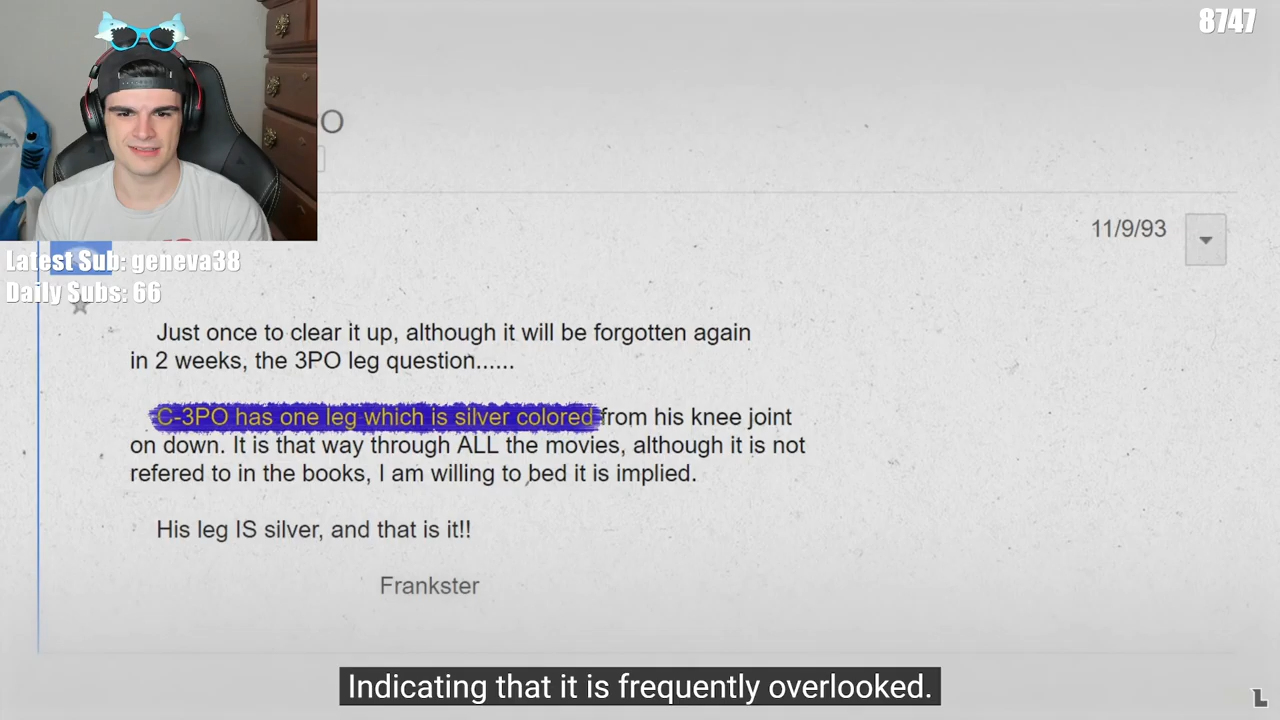 8747
O
11/9/93
Latest Sub: geneva38
Daily Subs: 66
Just once to clear it up, although it will be forgotten again
in 2 weeks, the 3PO leg question......
C-3PO has one leg which is silver colored from his knee joint
on down. It is that way through ALL the movies, although it is not
refered to in the books, I am willing to bed it is implied.
His leg IS silver, and that is it!!
Frankster
Indicating that it is frequently overlooked.
L